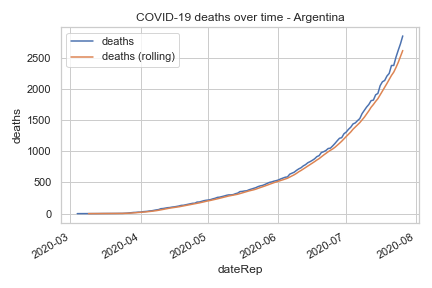 COVID-19 deaths over time - Argentina
deaths
deaths (rolling)
deaths
2500
2000
1500
1000
500
0
2020-03
2020-04
2020-05
2020-06
2020-07
2020-08
dateRep